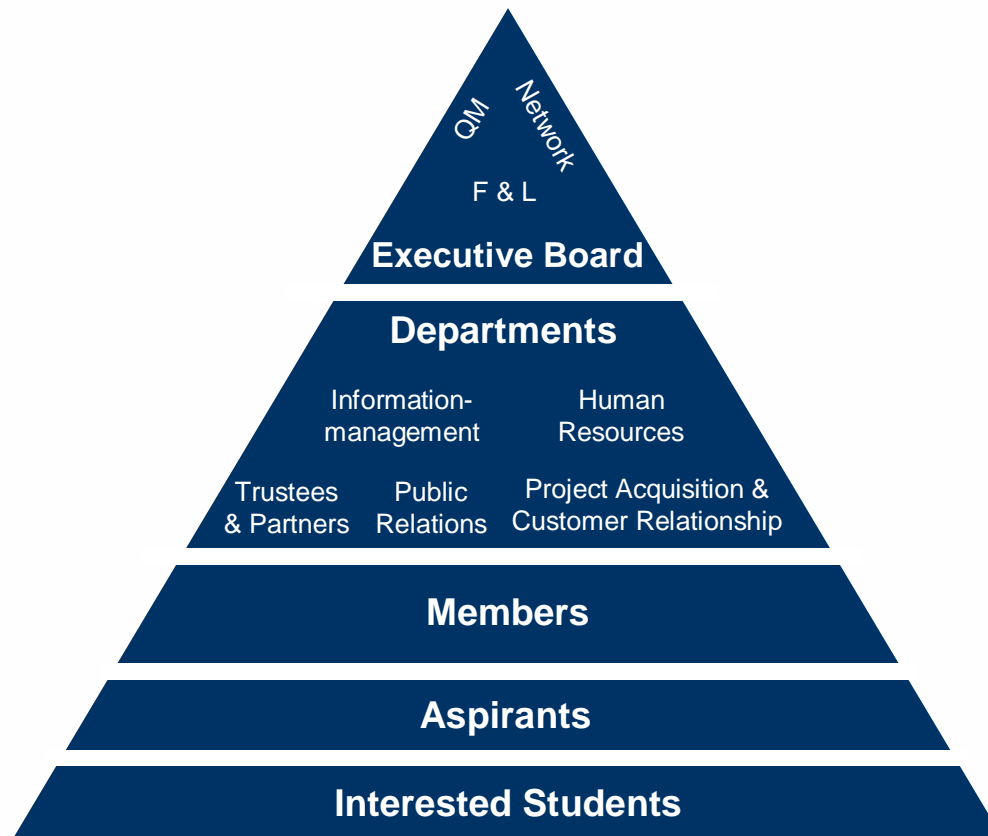 QM
Network
F & L
Executive Board
Departments
Information-
management
Human
Resources
Trustees
& Partners
Public
Relations
Project Acquisition &
Customer Relationship
Members
Aspirants
Interested Students